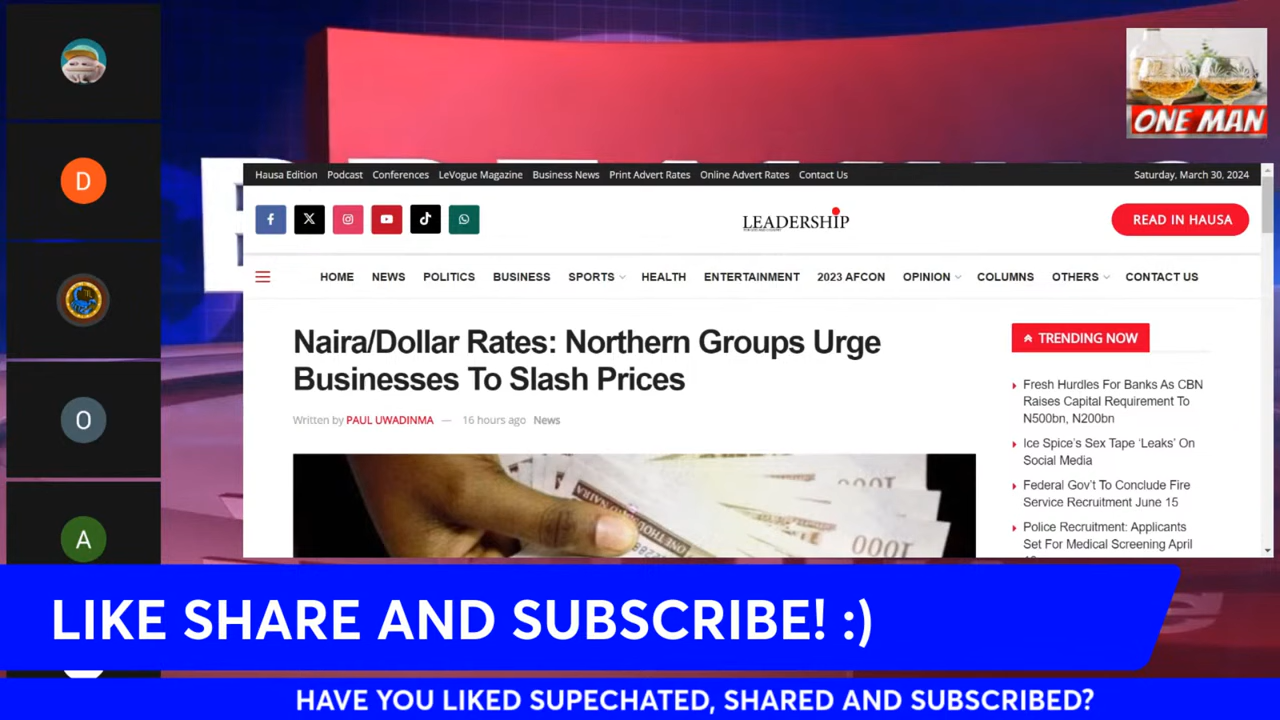 ONE MAN
Hausa Edition Podcast Conferences LeVogue Magazine Business News Print Advert Rates Online Advert Rates Contact Us Saturday, March 30, 2024
LEADERSHIP
READ IN HAUSA
HOME NEWS POLITICS BUSINESS SPORTS HEALTH ENTERTAINMENT 2023 AFCON OPINION COLUMNS OTHERS CONTACT US
Naira/Dollar Rates: Northern Groups Urge
Businesses To Slash Prices
Written by PAUL UWADINMA — 16 hours ago News
TRENDING NOW
Fresh Hurdles For Banks As CBN
Raises Capital Requirement To
N500bn, N200bn
Ice Spice's Sex Tape 'Leaks' On
Social Media
Federal Gov't To Conclude Fire
Service Recruitment June 15
Police Recruitment: Applicants
Set For Medical Screening April
1000
D
O
A
LIKE SHARE AND SUBSCRIBE! :)
HAVE YOU LIKED SUPECHATED, SHARED AND SUBSCRIBED?